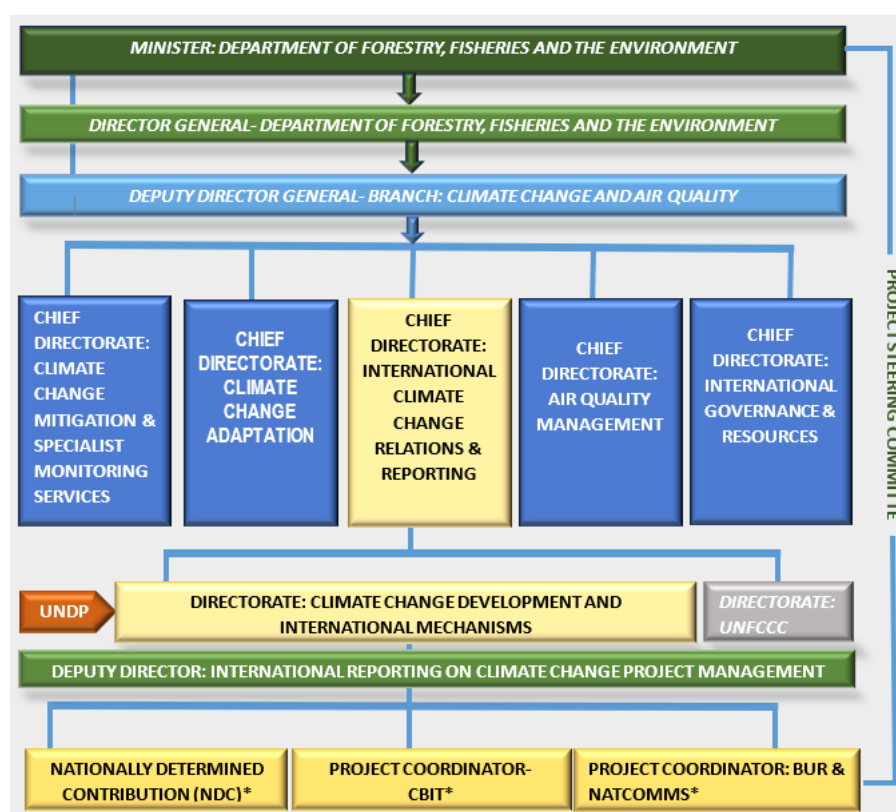 MINISTER: DEPARTMENT OF FORESTRY, FISHERIES AND THE ENVIRONMENT
DIRECTOR GENERAL- DEPARTMENT OF FORESTRY, FISHERIES AND THE ENVIRONMENT
DEPUTY DIRECTOR GENERAL- BRANCH: CLIMATE CHANGE AND AIR QUALITY
CHIEF
DIRECTORATE:
CLIMATE
CHANGE
MITIGATION &
SPECIALIST
MONITORING
SERVICES
CHIEF
DIRECTORATE:
CLIMATE
CHANGE
ADAPTATION
CHIEF
DIRECTORATE:
INTERNATIONAL
CLIMATE
CHANGE
RELATIONS &
REPORTING
CHIEF
DIRECTORATE:
AIR QUALITY
MANAGEMENT
CHIEF
DIRECTORATE:
INTERNATIONAL
GOVERNANCE &
RESOURCES
PROJECT STEERING COMMITTE
UNDP
DIRECTORATE: CLIMATE CHANGE DEVELOPMENT AND
INTERNATIONAL MECHANISMS
DIRECTORATE:
UNFCCC
DEPUTY DIRECTOR: INTERNATIONAL REPORTING ON CLIMATE CHANGE PROJECT MANAGEMENT
NATIONALLY DETERMINED
CONTRIBUTION (NDC)*
PROJECT COORDINATOR-
CBIT*
PROJECT COORDINATOR: BUR &
NATCOMMS*